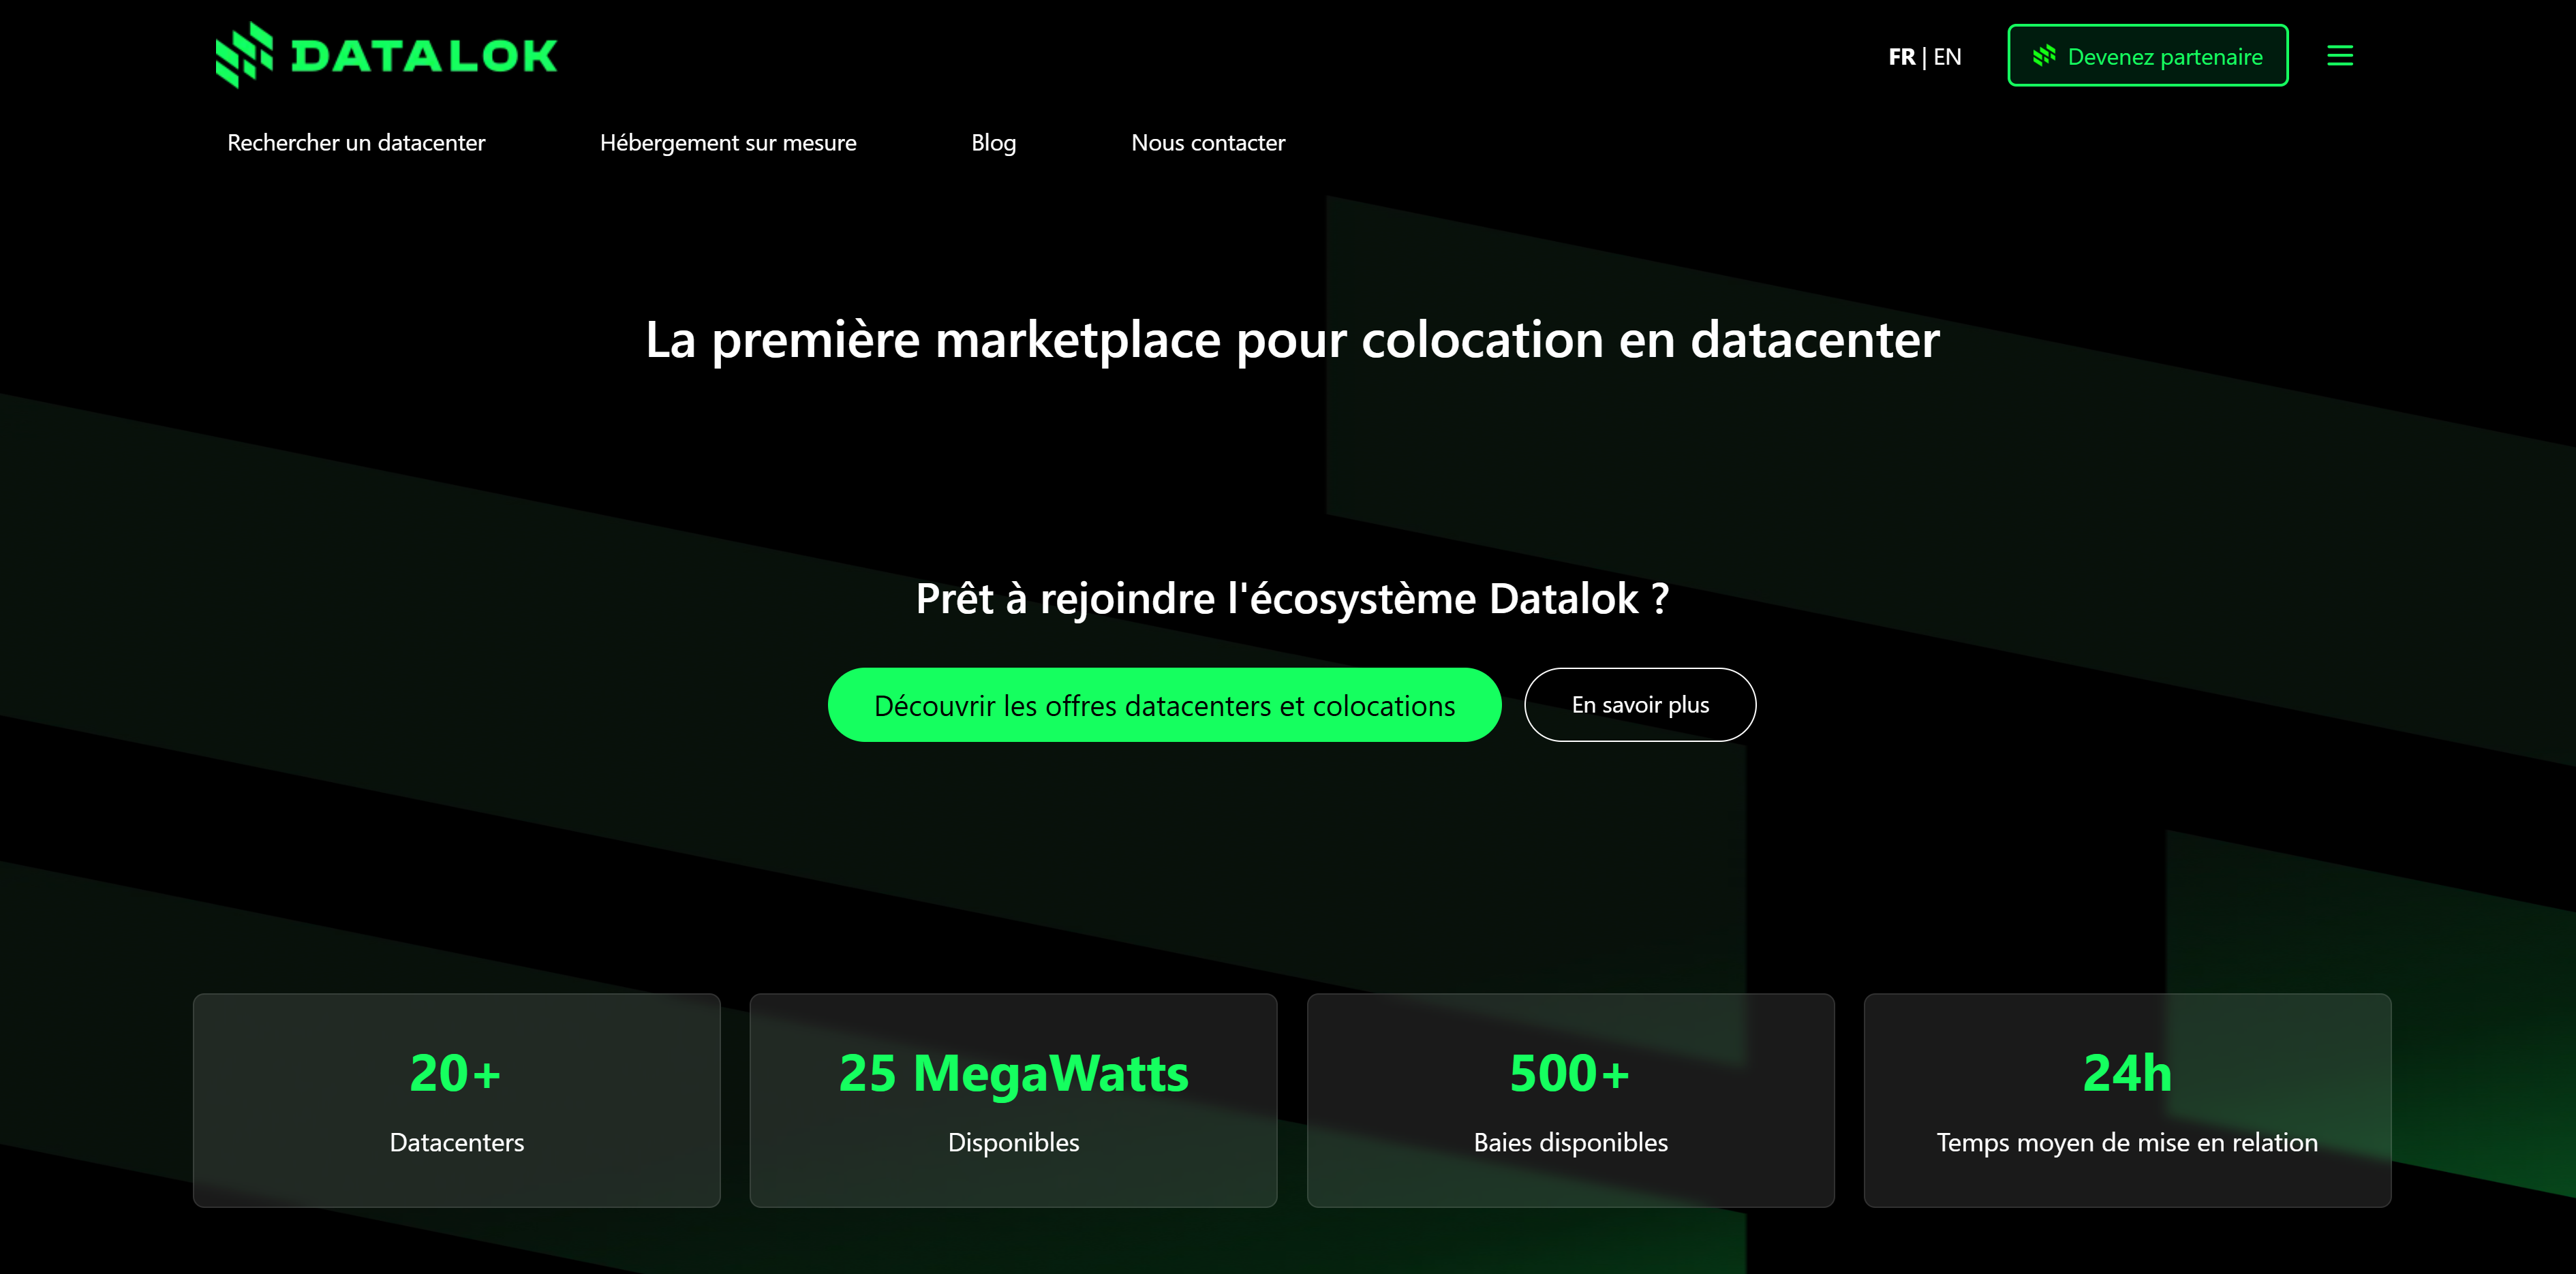 DATALOK
FR | EN
Devenez partenaire
Rechercher un datacenter
Hébergement sur mesure
Blog
Nous contacter
La première marketplace pour colocation en datacenter
Prêt à rejoindre l'écosystème Datalok ?
Découvrir les offres datacenters et colocations
En savoir plus
20+
Datacenters
25 MegaWatts
Disponibles
500+
Baies disponibles
24h
Temps moyen de mise en relation